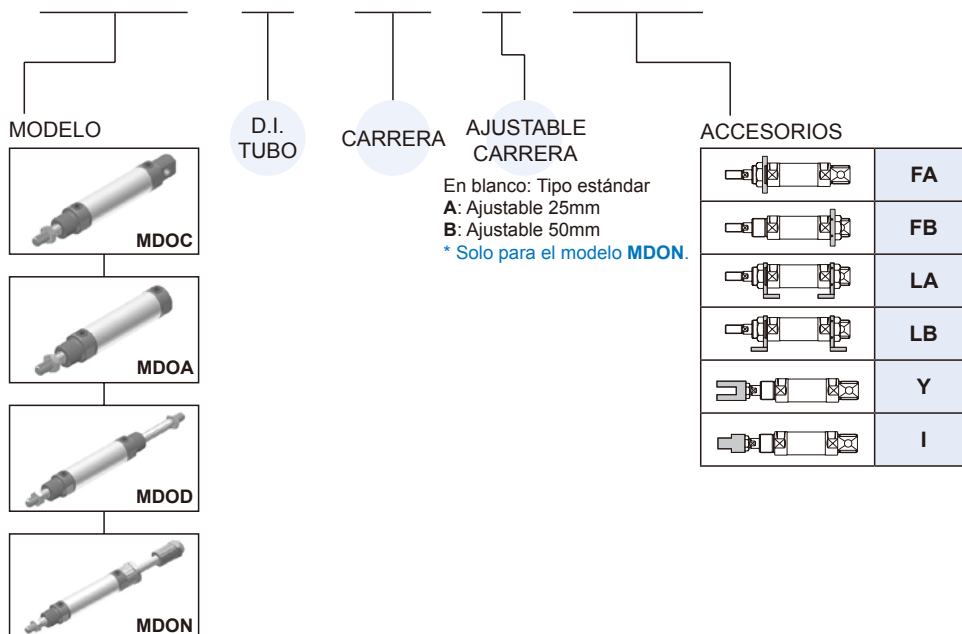 MODELO
MDOC
MDOA
MDOD
MDON
D.I.
TUBO
CARRERA
AJUSTABLE
CARRERA
En blanco: Tipo estándar
A: Ajustable 25mm
B: Ajustable 50mm
* Solo para el modelo MDON.
ACCESORIOS
FA
FB
LA
LB
Y
I